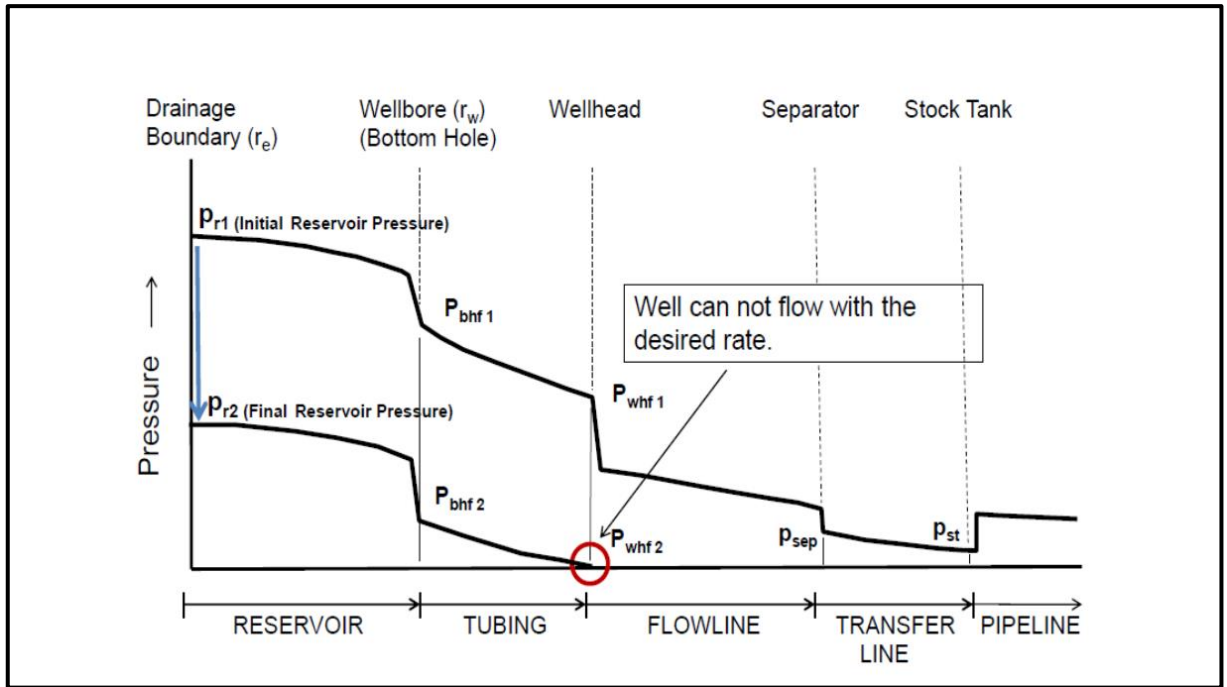 Drainage
Boundary (re)
Wellbore (rw)
(Bottom Hole)
Wellhead
Separator
Stock Tank
pr1 (Initial Reservoir Pressure)
Pbhf 1
Well can not flow with the
desired rate.
Pwhf 1
pr2 (Final Reservoir Pressure)
Pressure →
Pbhf 2
Pwhf 2
psep
pst
RESERVOIR
TUBING
FLOWLINE
TRANSFER
LINE
PIPELINE